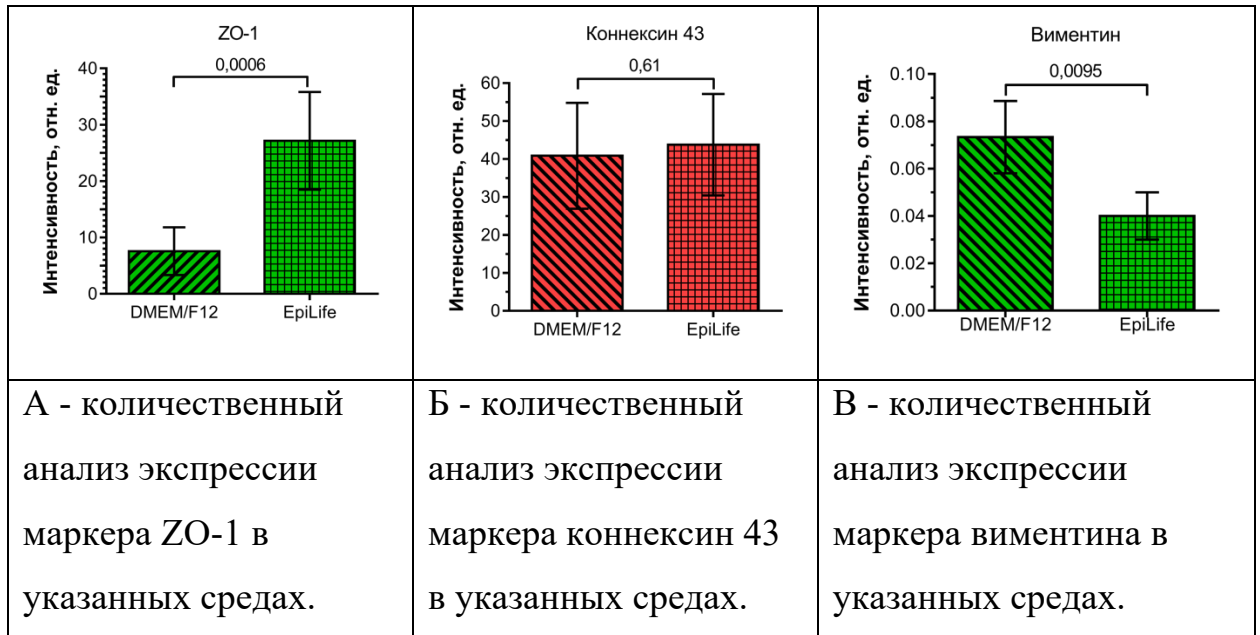 ZO-1
0,0006
Интенсивность, отн. ед.
40
30
20
10
0
DMEM/F12 EpiLife
Коннексин 43
0,61
Интенсивность, отн. ед.
60
50
40
30
20
10
0
DMEM/F12 EpiLife
Виментин
0,0095
Интенсивность, отн. ед.
0.10
0.08
0.06
0.04
0.02
0.00
DMEM/F12 EpiLife
А - количественный
анализ экспрессии
маркера ZO-1 в
указанных средах.
Б - количественный
анализ экспрессии
маркера коннексин 43
в указанных средах.
В - количественный
анализ экспрессии
маркера виментина в
указанных средах.